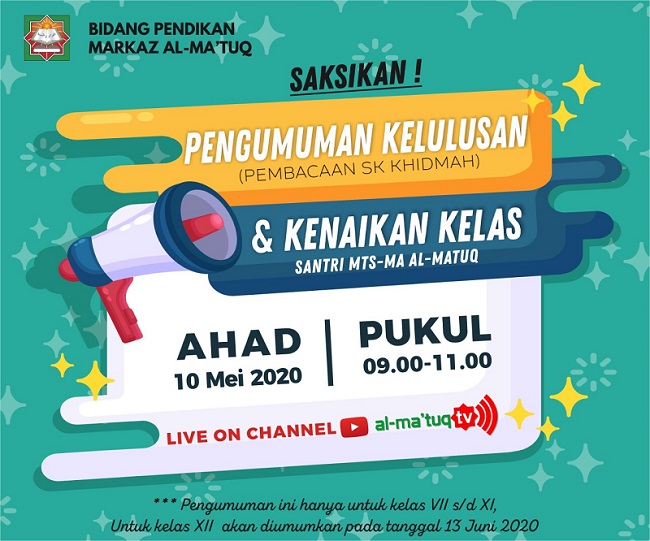 BIDANG PENDIKAN
MARKAZ AL-MA'TUQ
SAKSIKAN !
PENGUMUMAN KELULUSAN
(PEMBACAAN SK KHIDMAH)
& KENAIKAN KELAS
SANTRI MTS-MA AL-MATUQ
AHAD
10 Mei 2020
PUKUL
09.00-11.00
LIVE ON CHANNEL al-ma'tuq tv
*** Pengumuman ini hanya untuk kelas VII s/d XI,
Untuk kelas XII akan diumumkan pada tanggal 13 Juni 2020